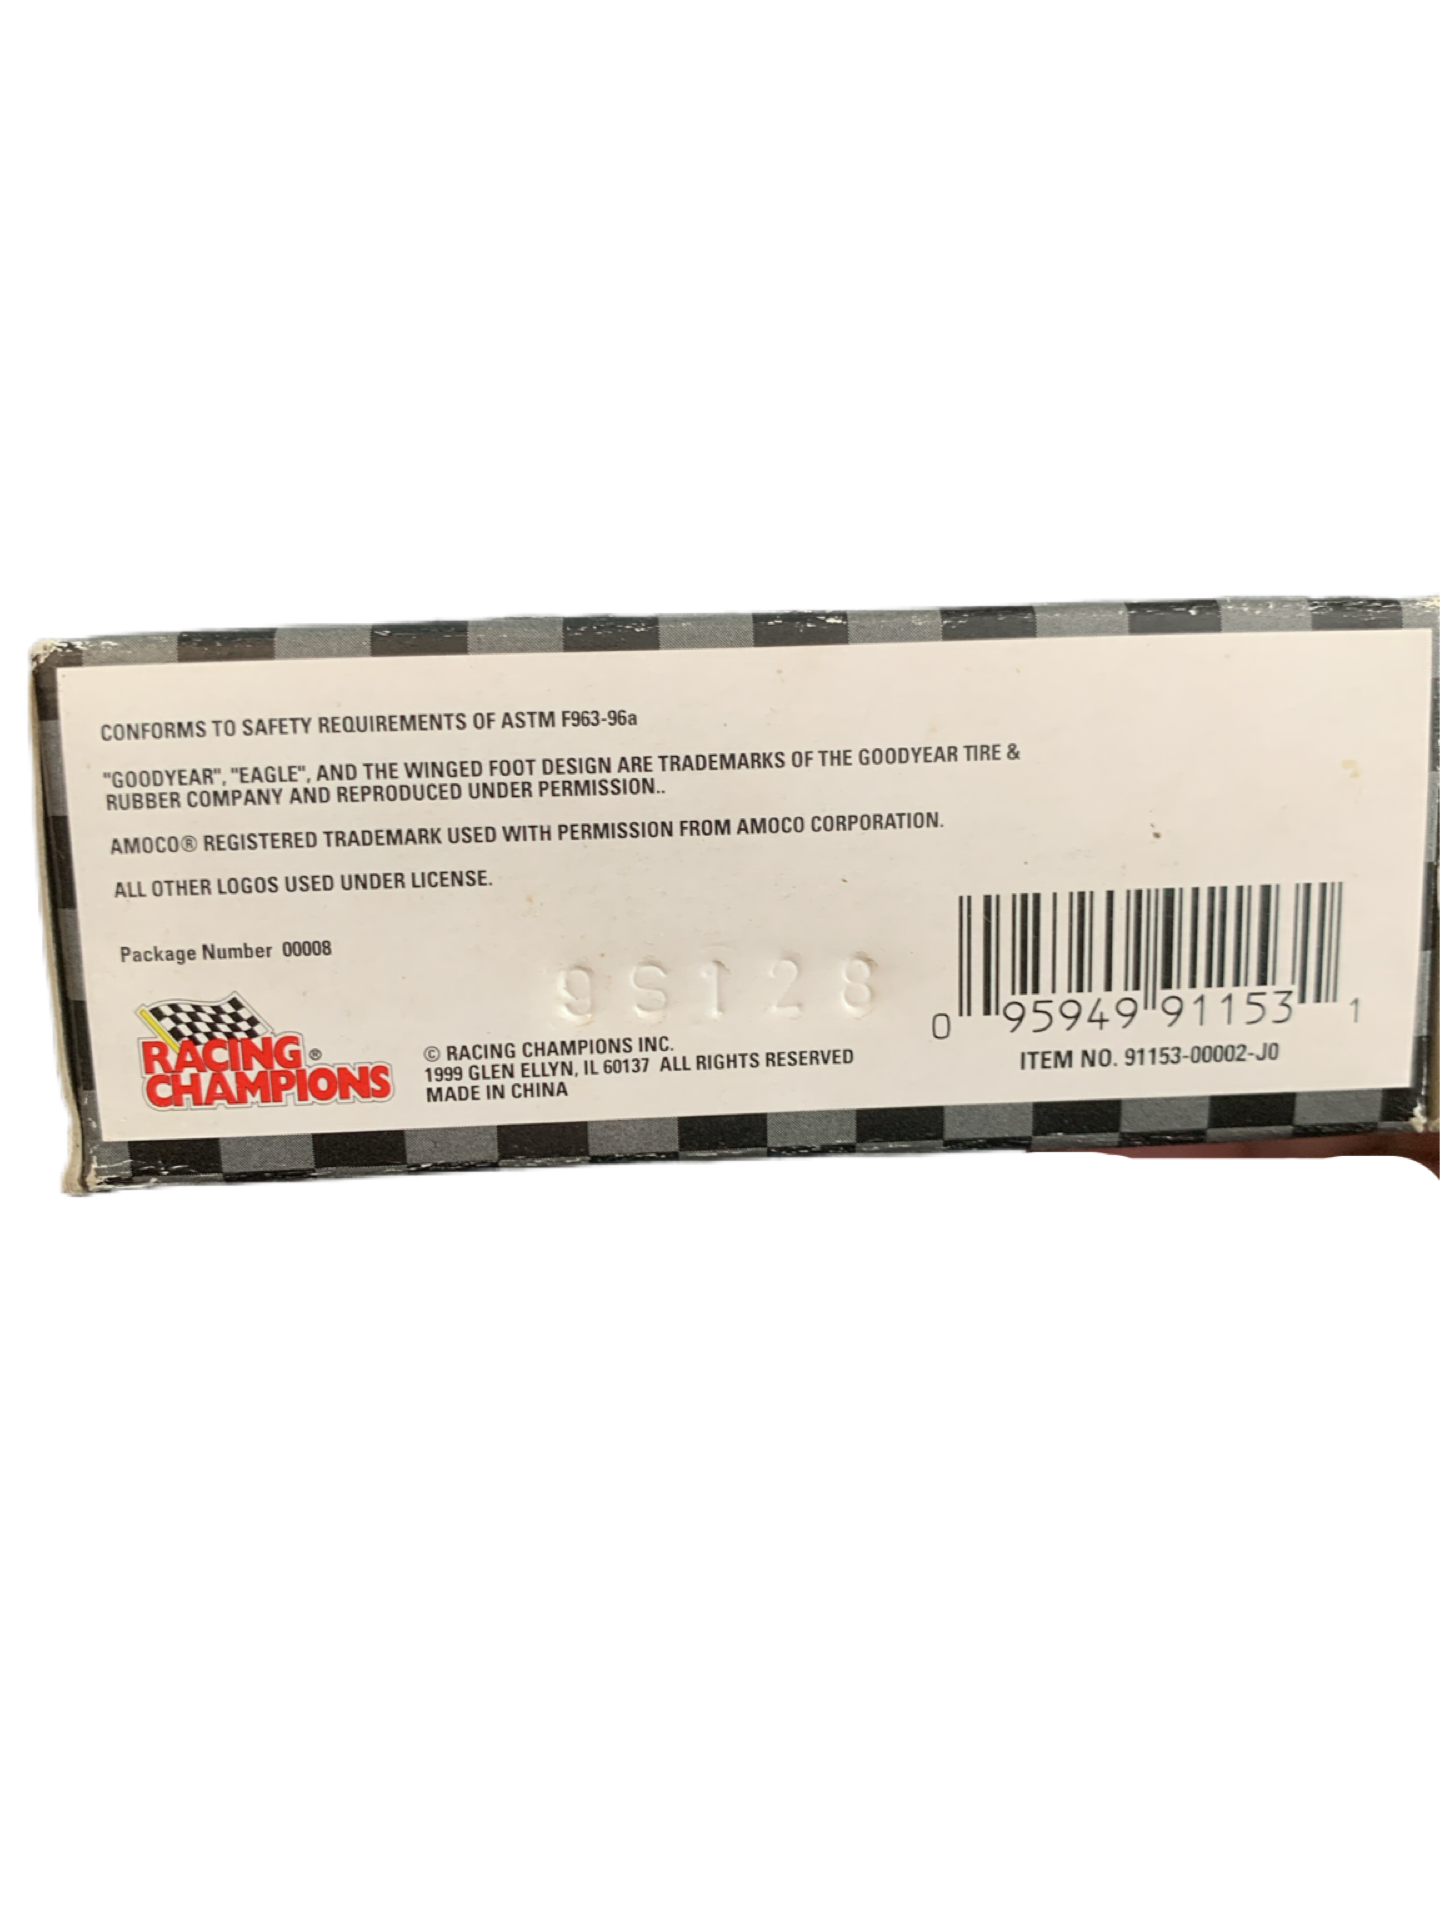 CONFORMS TO SAFETY REQUIREMENTS OF ASTM F963-96a
"GOODYEAR", "EAGLE", AND THE WINGED FOOT DESIGN ARE TRADEMARKS OF THE GOODYEAR TIRE &
RUBBER COMPANY AND REPRODUCED UNDER PERMISSION..
AMOCO® REGISTERED TRADEMARK USED WITH PERMISSION FROM AMOCO CORPORATION.
ALL OTHER LOGOS USED UNDER LICENSE.
Package Number 00008
9S128
RACING ®
CHAMPIONS
© RACING CHAMPIONS INC.
1999 GLEN ELLYN, IL 60137 ALL RIGHTS RESERVED
MADE IN CHINA
0 95949 91153 1
ITEM NO. 91153-00002-J0